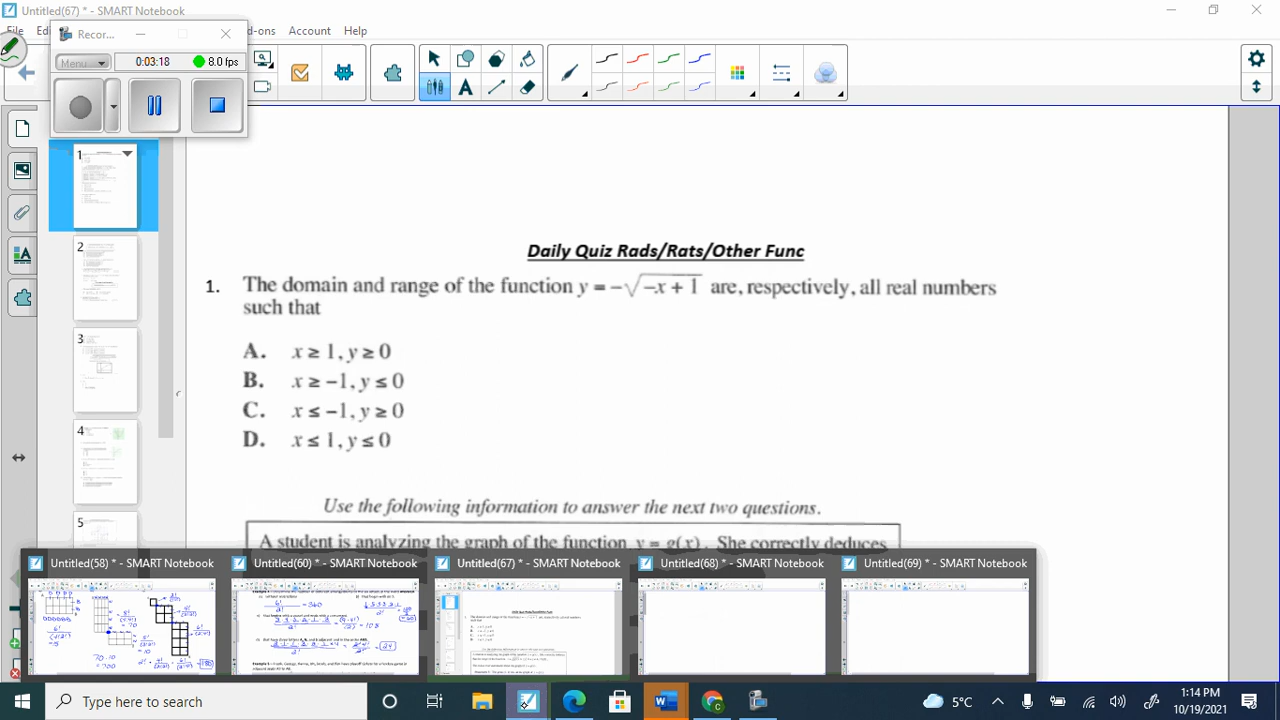 Untitled(67) * - SMART Notebook
d-ons Account Help
Recor...
Menu
0:03:18
8.0 fps
Daily Quiz Rads/Rats/Other Func
1. The domain and range of the function y = −√−x + 1 are, respectively, all real numbers
such that
A. x ≥ 1, y ≥ 0
B. x ≥ −1, y ≤ 0
C. x ≤ −1, y ≥ 0
D. x ≤ 1, y ≤ 0
Use the following information to answer the next two questions.
A student is analyzing the graph of the function y = g(x). She correctly deduces
1
2
3
4
5
Untitled(58) * - SMART Notebook
Untitled(60) * - SMART Notebook
Untitled(67) * - SMART Notebook
Untitled(68) * - SMART Notebook
Untitled(69) * - SMART Notebook
Type here to search
5°C
1:14 PM
10/19/2021